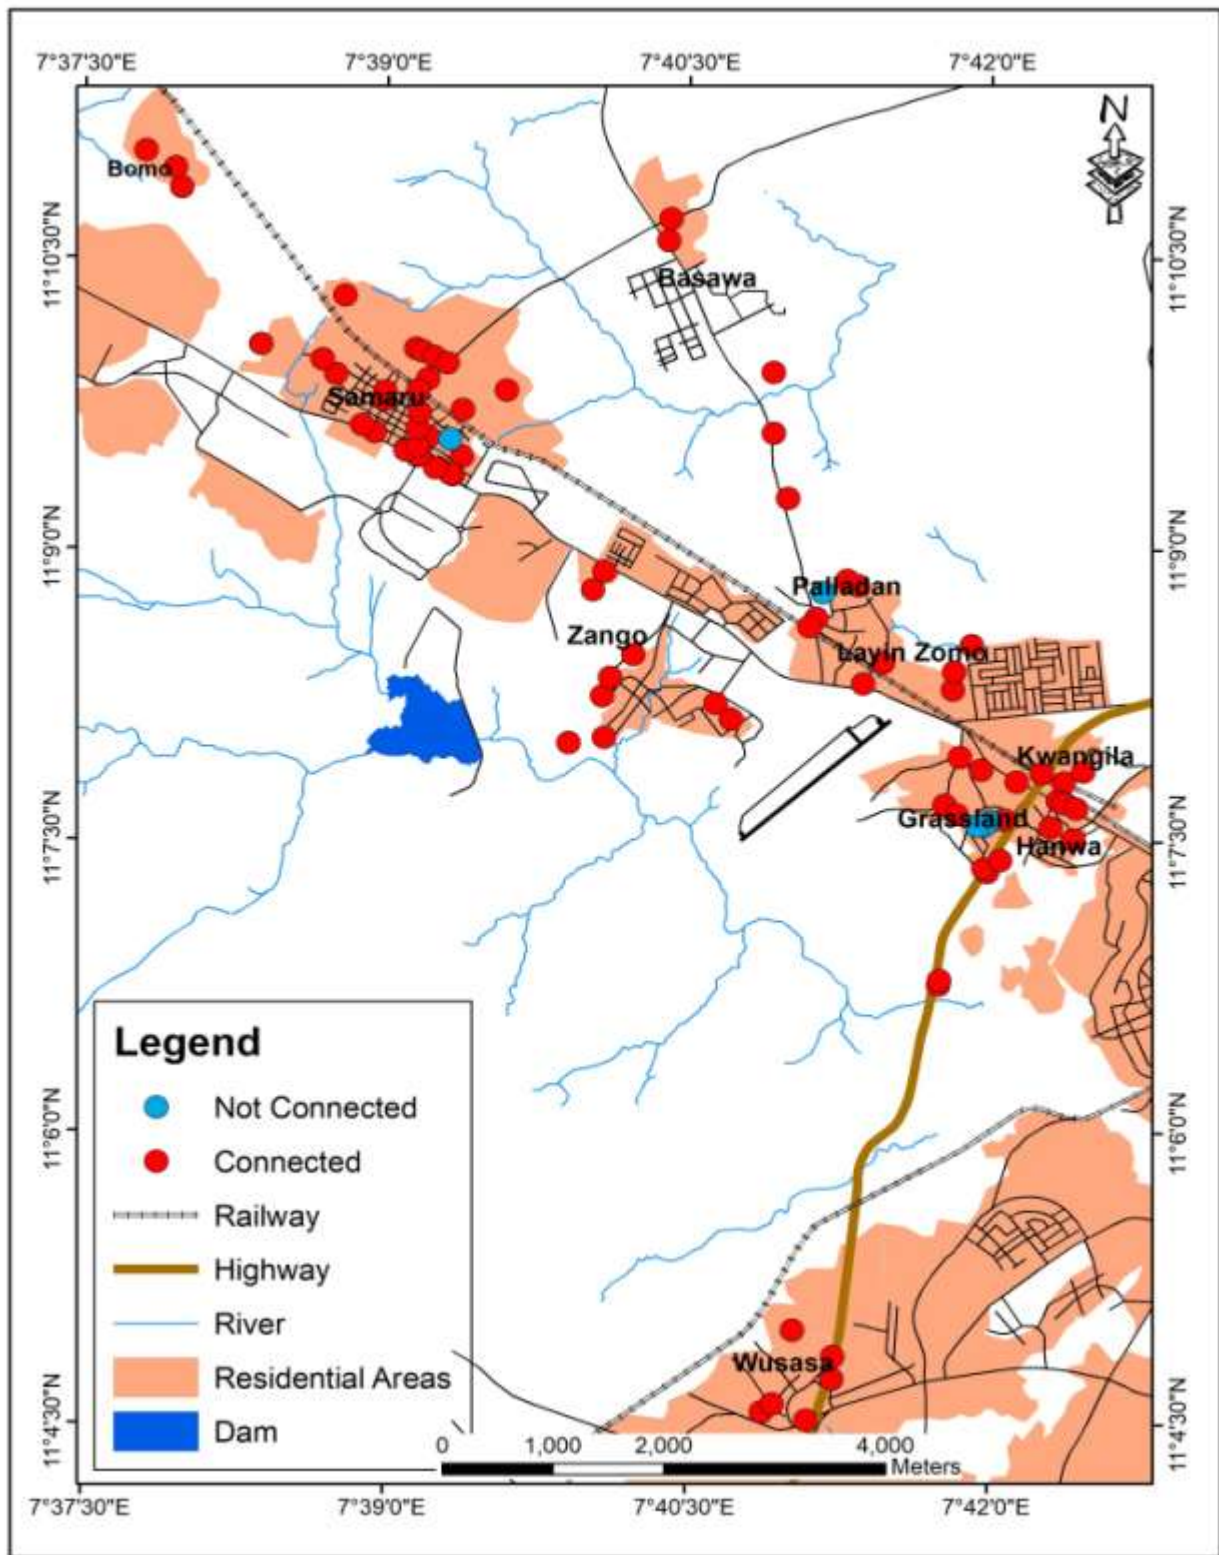 7°37'30"E 7°39'0"E 7°40'30"E 7°42'0"E
N
Bomo
11°10'30"N 11°10'30"N
Basawa
Samaru
11°9'0"N 11°9'0"N
Palladan
Zango
Layin Zomo
Kwangila
Grassland
11°7'30"N 11°7'30"N
Hanwa
Legend
Not Connected
Connected
Railway
Highway
River
Residential Areas
Dam
11°6'0"N 11°6'0"N
Wusasa
11°4'30"N 11°4'30"N
0 1,000 2,000 4,000
Meters
7°37'30"E 7°39'0"E 7°40'30"E 7°42'0"E